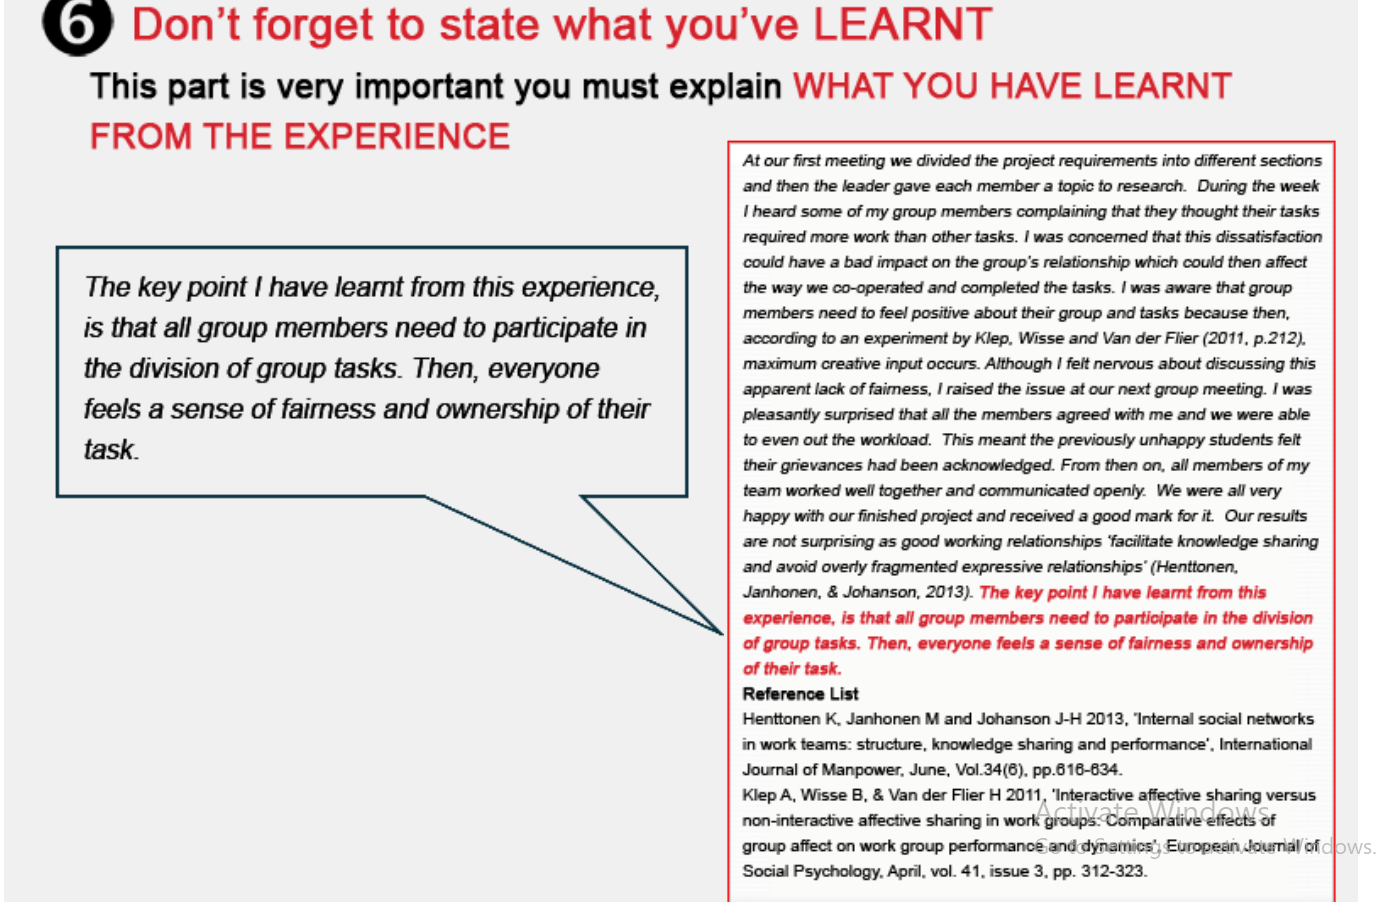 6 Don't forget to state what you've LEARNT
This part is very important you must explain WHAT YOU HAVE LEARNT
FROM THE EXPERIENCE
The key point I have learnt from this experience,
is that all group members need to participate in
the division of group tasks. Then, everyone
feels a sense of fairness and ownership of their
task.
At our first meeting we divided the project requirements into different sections
and then the leader gave each member a topic to research. During the week
I heard some of my group members complaining that they thought their tasks
required more work than other tasks. I was concerned that this dissatisfaction
could have a bad impact on the group's relationship which could then affect
the way we co-operated and completed the tasks. I was aware that group
members need to feel positive about their group and tasks because then,
according to an experiment by Klep, Wisse and Van der Flier (2011, p.212),
maximum creative input occurs. Although I felt nervous about discussing this
apparent lack of fairness, I raised the issue at our next group meeting. I was
pleasantly surprised that all the members agreed with me and we were able
to even out the workload. This meant the previously unhappy students felt
their grievances had been acknowledged. From then on, all members of my
team worked well together and communicated openly. We were all very
happy with our finished project and received a good mark for it. Our results
are not surprising as good working relationships 'facilitate knowledge sharing
and avoid overly fragmented expressive relationships' (Henttonen,
Janhonen, & Johanson, 2013). The key point I have learnt from this
experience, is that all group members need to participate in the division
of group tasks. Then, everyone feels a sense of fairness and ownership
of their task.
Reference List
Henttonen K, Janhonen M and Johanson J-H 2013, 'Internal social networks
in work teams: structure, knowledge sharing and performance', International
Journal of Manpower, June, Vol.34(6), pp.616-634.
Klep A, Wisse B, & Van der Flier H 2011, 'Interactive affective sharing versus
non-interactive affective sharing in work groups: Comparative effects of
group affect on work group performance and dynamics', European Journal of
Social Psychology, April, vol. 41, issue 3, pp. 312-323.
Activate Windows
Go to Settings to activate Windows.